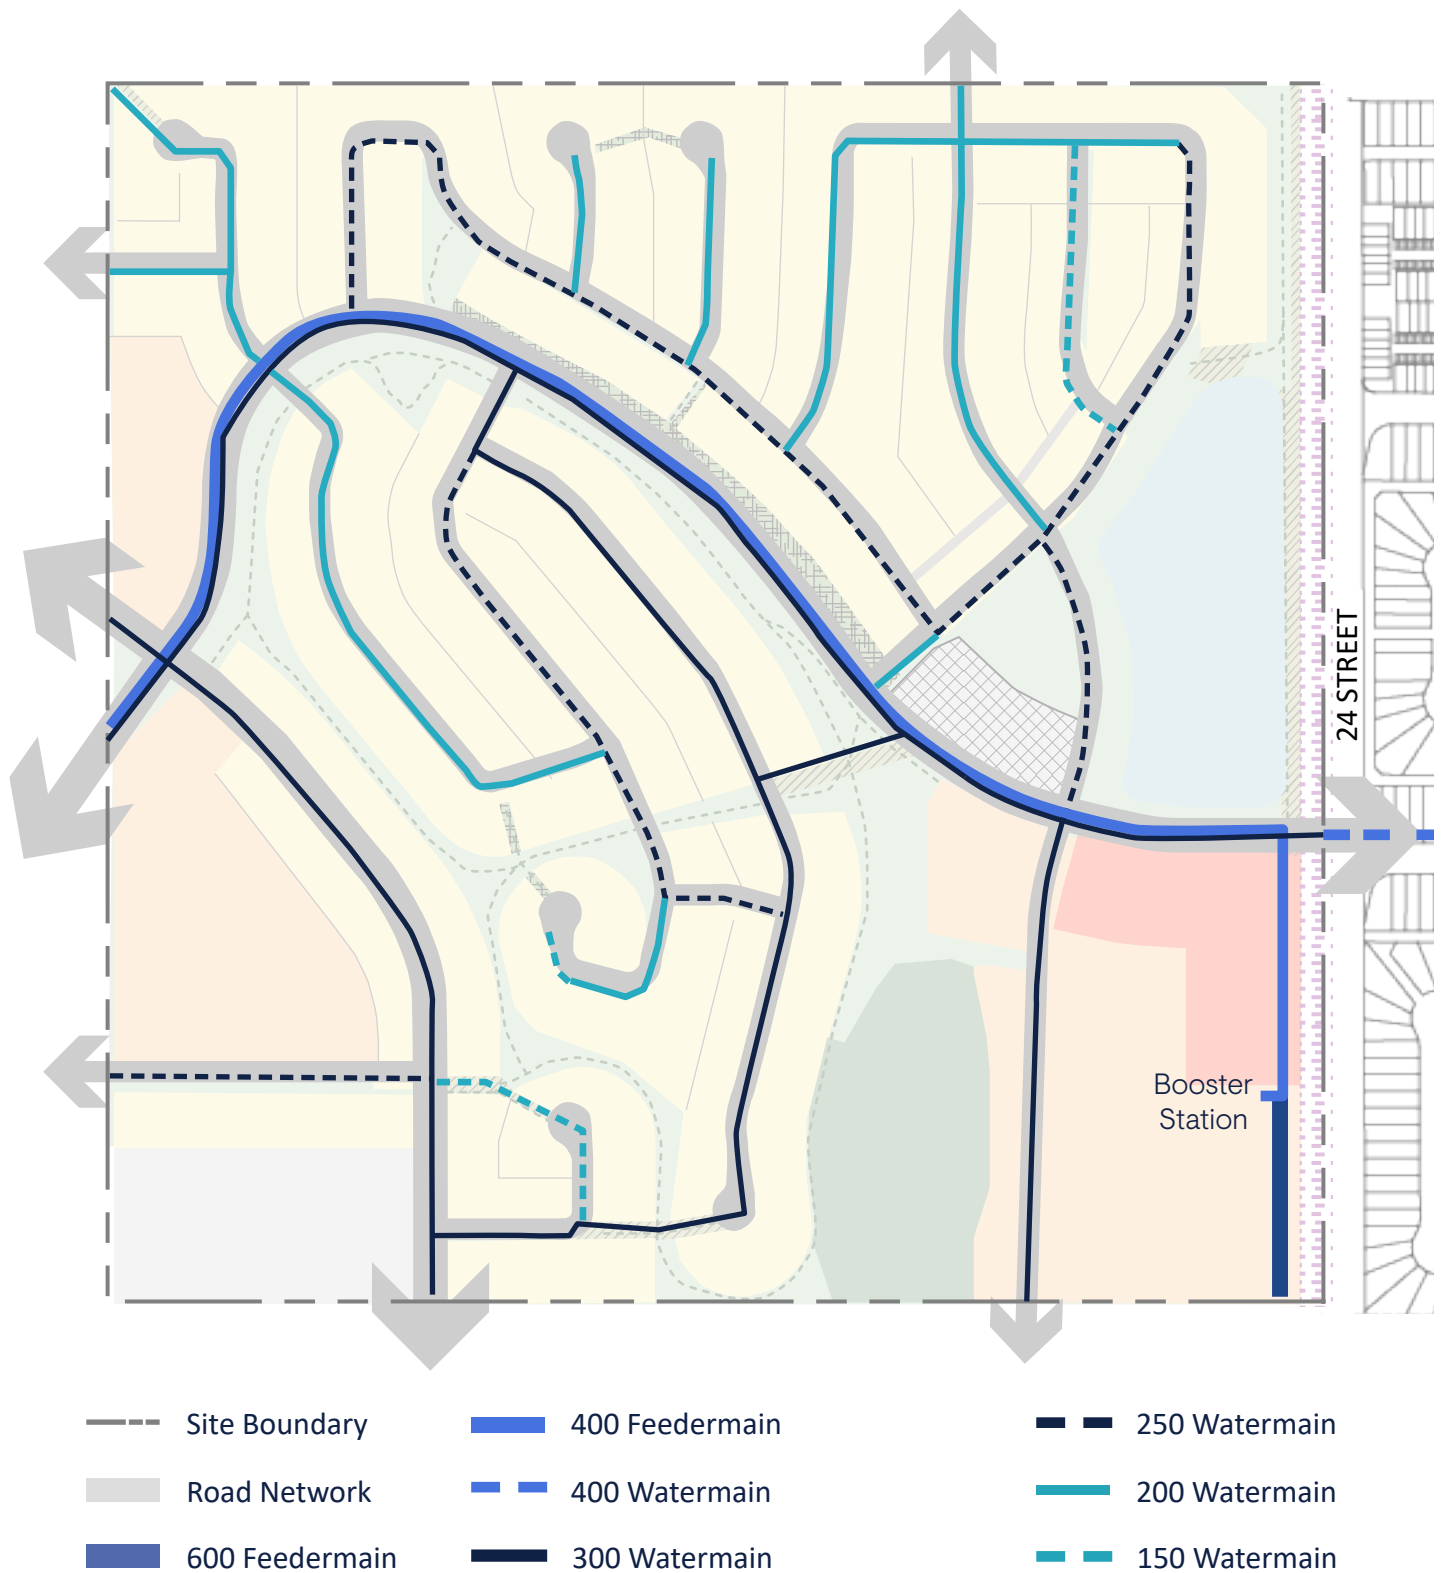 24 STREET
Booster
Station
Site Boundary
400 Feedermain
250 Watermain
Road Network
400 Watermain
200 Watermain
600 Feedermain
300 Watermain
150 Watermain